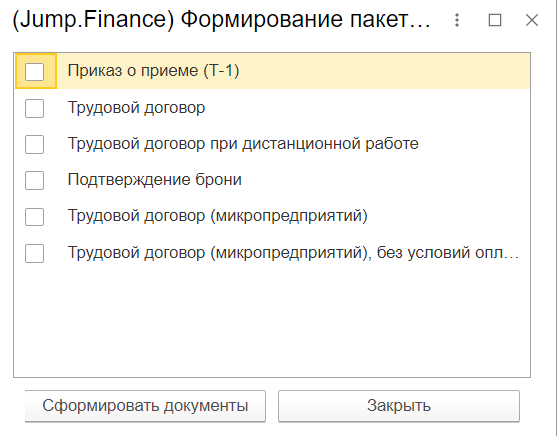 (Jump.Finance) Формирование пакет...
Приказ о приеме (Т-1)
Трудовой договор
Трудовой договор при дистанционной работе
Подтверждение брони
Трудовой договор (микропредприятий)
Трудовой договор (микропредприятий), без условий опл...
Сформировать документы
Закрыть